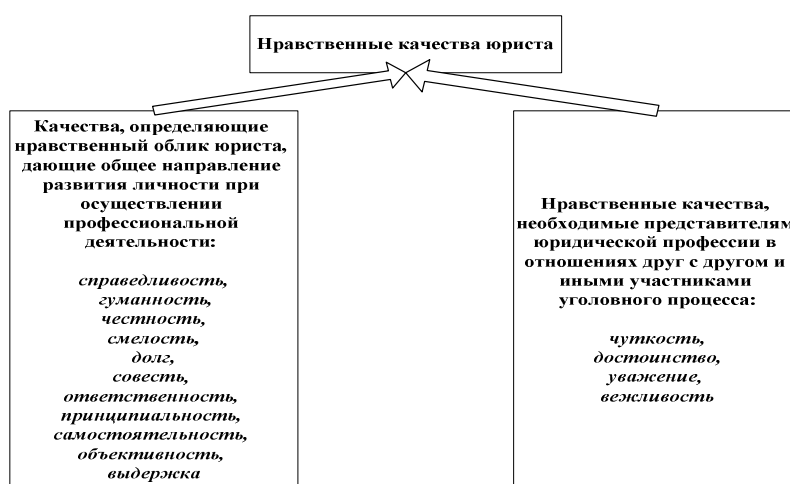 Нравственные качества юриста
Качества, определяющие
нравственный облик юриста,
дающие общее направление
развития личности при
осуществлении
профессиональной
деятельности:
справедливость,
гуманность,
честность,
смелость,
долг,
совесть,
ответственность,
принципиальность,
самостоятельность,
объективность,
выдержка
Нравственные качества,
необходимые представителям
юридической профессии в
отношениях друг с другом и
иными участниками
уголовного процесса:
чуткость,
достоинство,
уважение,
вежливость